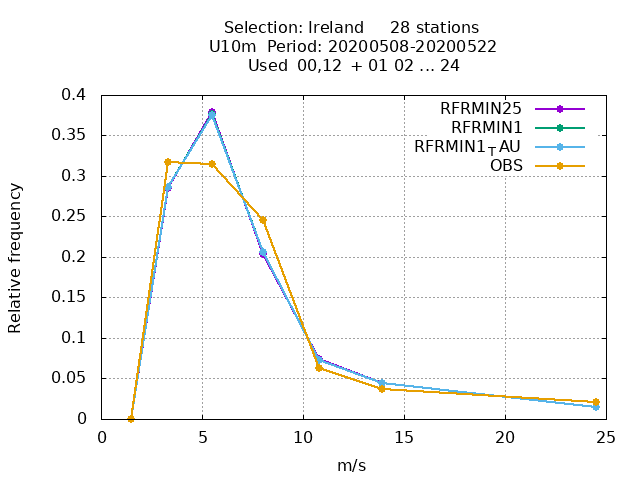 Selection: Ireland 28 stations
U10m Period: 20200508-20200522
Used 00,12 + 01 02 ... 24
RFRMIN25
RFRMIN1
RFRMIN1_TAU
OBS
0.4
0.35
0.3
0.25
0.2
0.15
0.1
0.05
0
Relative frequency
0 5 10 15 20 25
m/s